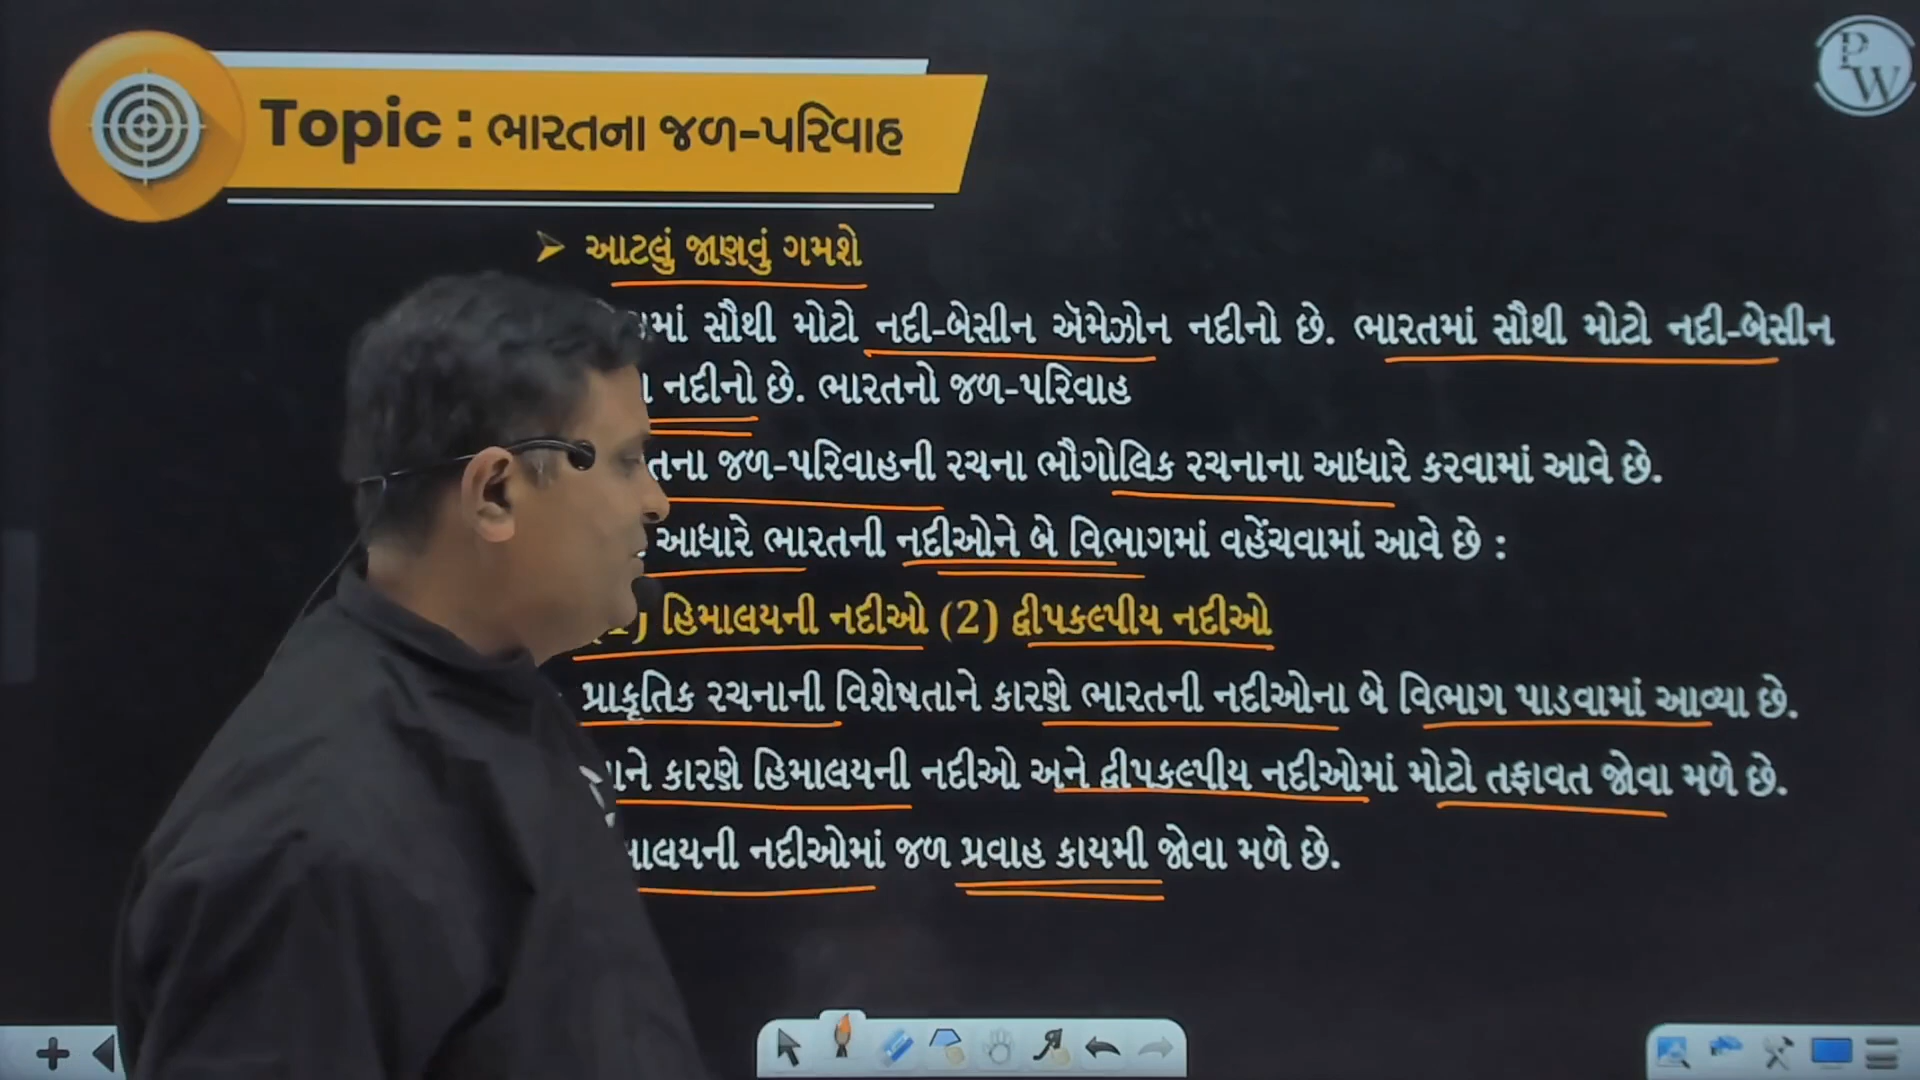 PW
Topic : ભારતના જળ-પરિવાહ
➤ આટલું જાણવું ગમશે
સૌથી મોટો નદી-બેસીન ઍમેઝોન નદીનો છે. ભારતમાં સૌથી મોટો નદી-બેસીન
નદીનો છે. ભારતનો જળ-પરિવાહ
જળ-પરિવાહની રચના ભૌગોલિક રચનાના આધારે કરવામાં આવે છે.
આધારે ભારતની નદીઓને બે વિભાગમાં વહેંચવામાં આવે છે :
(1) હિમાલયની નદીઓ (2) દ્વીપકલ્પીય નદીઓ
પ્રાકૃતિક રચનાની વિશેષતાને કારણે ભારતની નદીઓના બે વિભાગ પાડવામાં આવ્યા છે.
કારણે હિમાલયની નદીઓ અને દ્વીપકલ્પીય નદીઓમાં મોટો તફાવત જોવા મળે છે.
નદીઓમાં જળ પ્રવાહ કાયમી જોવા મળે છે.